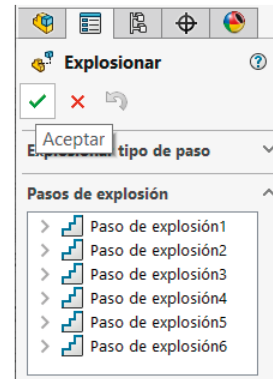 Explosionar
Aceptar
Explosionar tipo de paso
Pasos de explosión
Paso de explosión1
Paso de explosión2
Paso de explosión3
Paso de explosión4
Paso de explosión5
Paso de explosión6